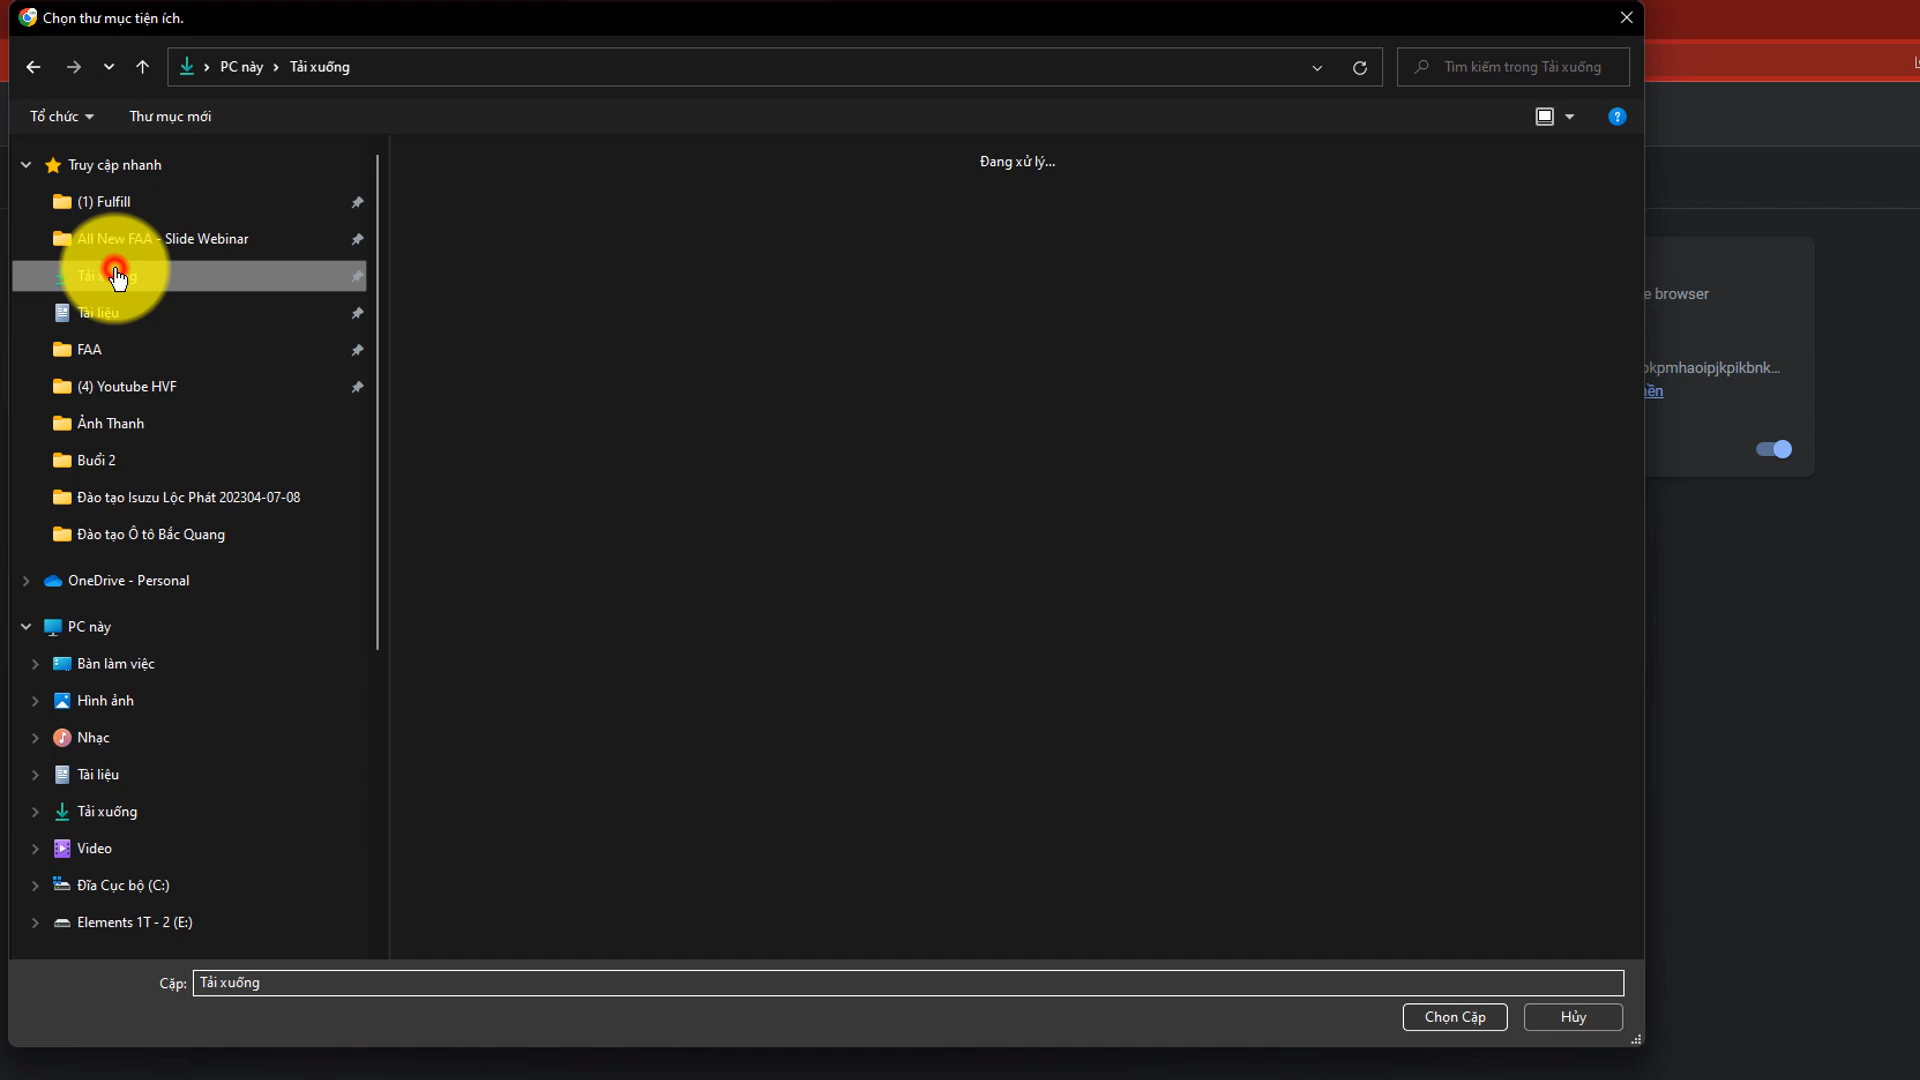 Chọn thư mục tiện ích.
PC này
Tải xuống
Tìm kiếm trong Tải xuống
Tổ chức
Thư mục mới
Truy cập nhanh
(1) Fulfill
All New FAA - Slide Webinar
Tài liệu
FAA
(4) Youtube HVF
Ảnh Thanh
Buổi 2
Đào tạo Isuzu Lộc Phát 202304-07-08
Đào tạo Ô tô Bắc Quang
OneDrive - Personal
PC này
Bàn làm việc
Hình ảnh
Nhạc
Tài liệu
Tải xuống
Video
Đĩa Cục bộ (C:)
Elements 1T - 2 (E:)
Đang xử lý...
e browser
okpmhaoipjkpikbnk...
Cặp:
Tải xuống
Chọn Cặp
Hủy